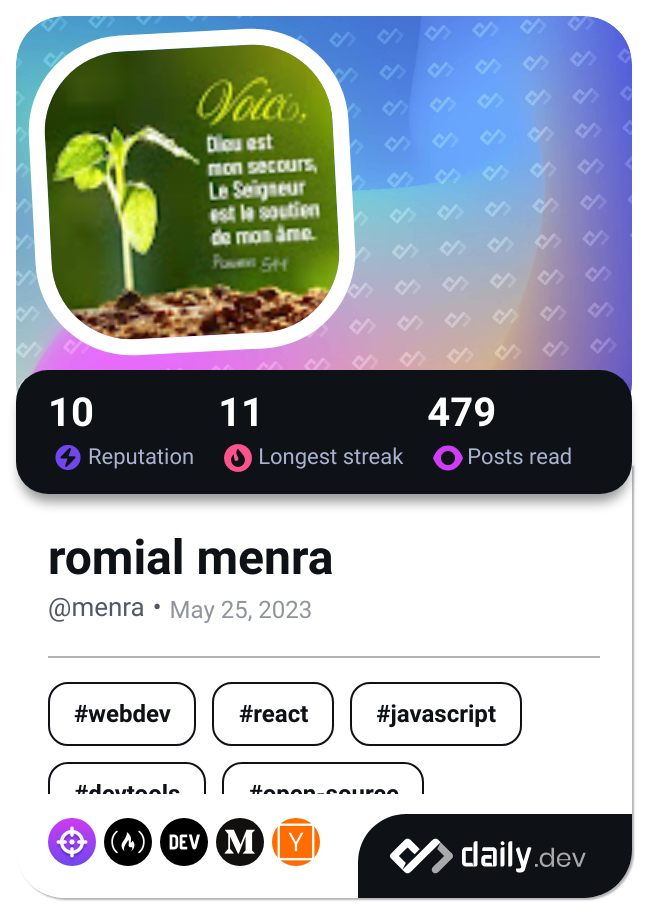 Voici,
Dieu est
mon secours,
Le Seigneur
est le soutien
de mon âme.
Psaumes 54:4
10 11 479
Reputation Longest streak Posts read
romial menra
@menra • May 25, 2023
#webdev #react #javascript
#devtools #open-source
DEV M Y
daily.dev